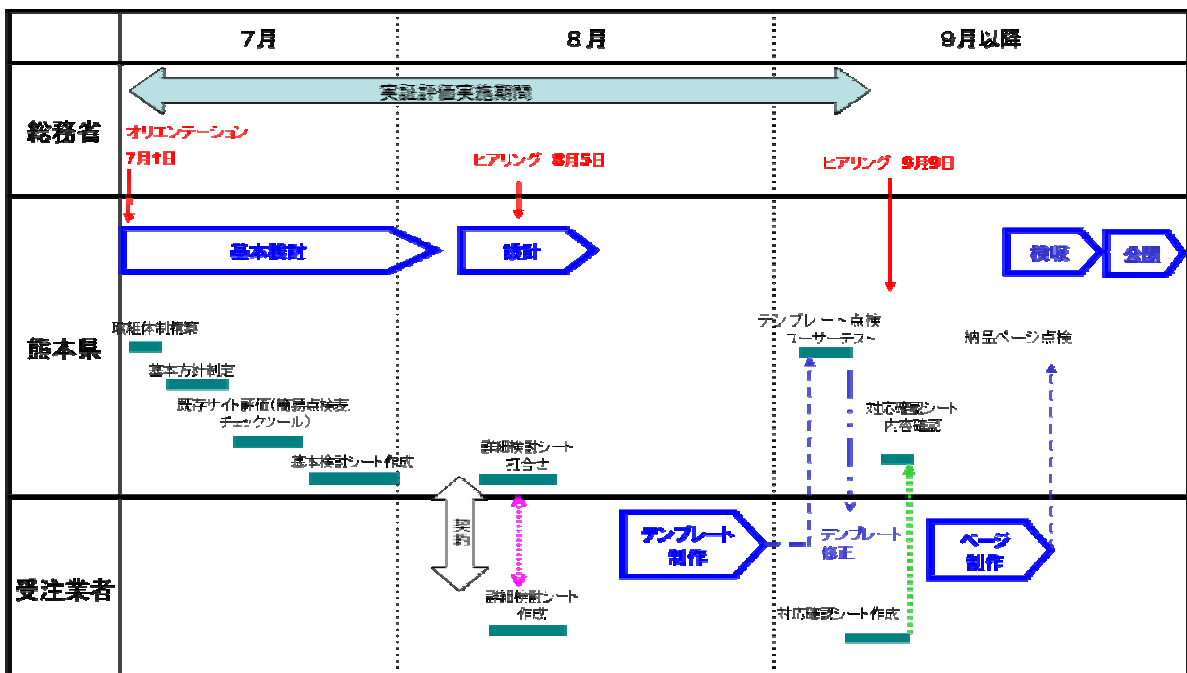 7月
8月
9月以降
総務省
実証評価実施期間
オリエンテーション
7月1日
ヒアリング 8月5日
ヒアリング 9月9日
熊本県
基本検討
設計
検収
公開
取組体制構築
基本方針制定
既存サイト評価(簡易点検表,
チェックツール)
基本検討シート作成
詳細検討シート
打合せ
テンプレート点検
ユーザーテスト
対応確認シート
内容確認
納品ページ点検
受注業者
契約
詳細検討シート
作成
テンプレート
制作
テンプレート
修正
対応確認シート作成
ページ
制作